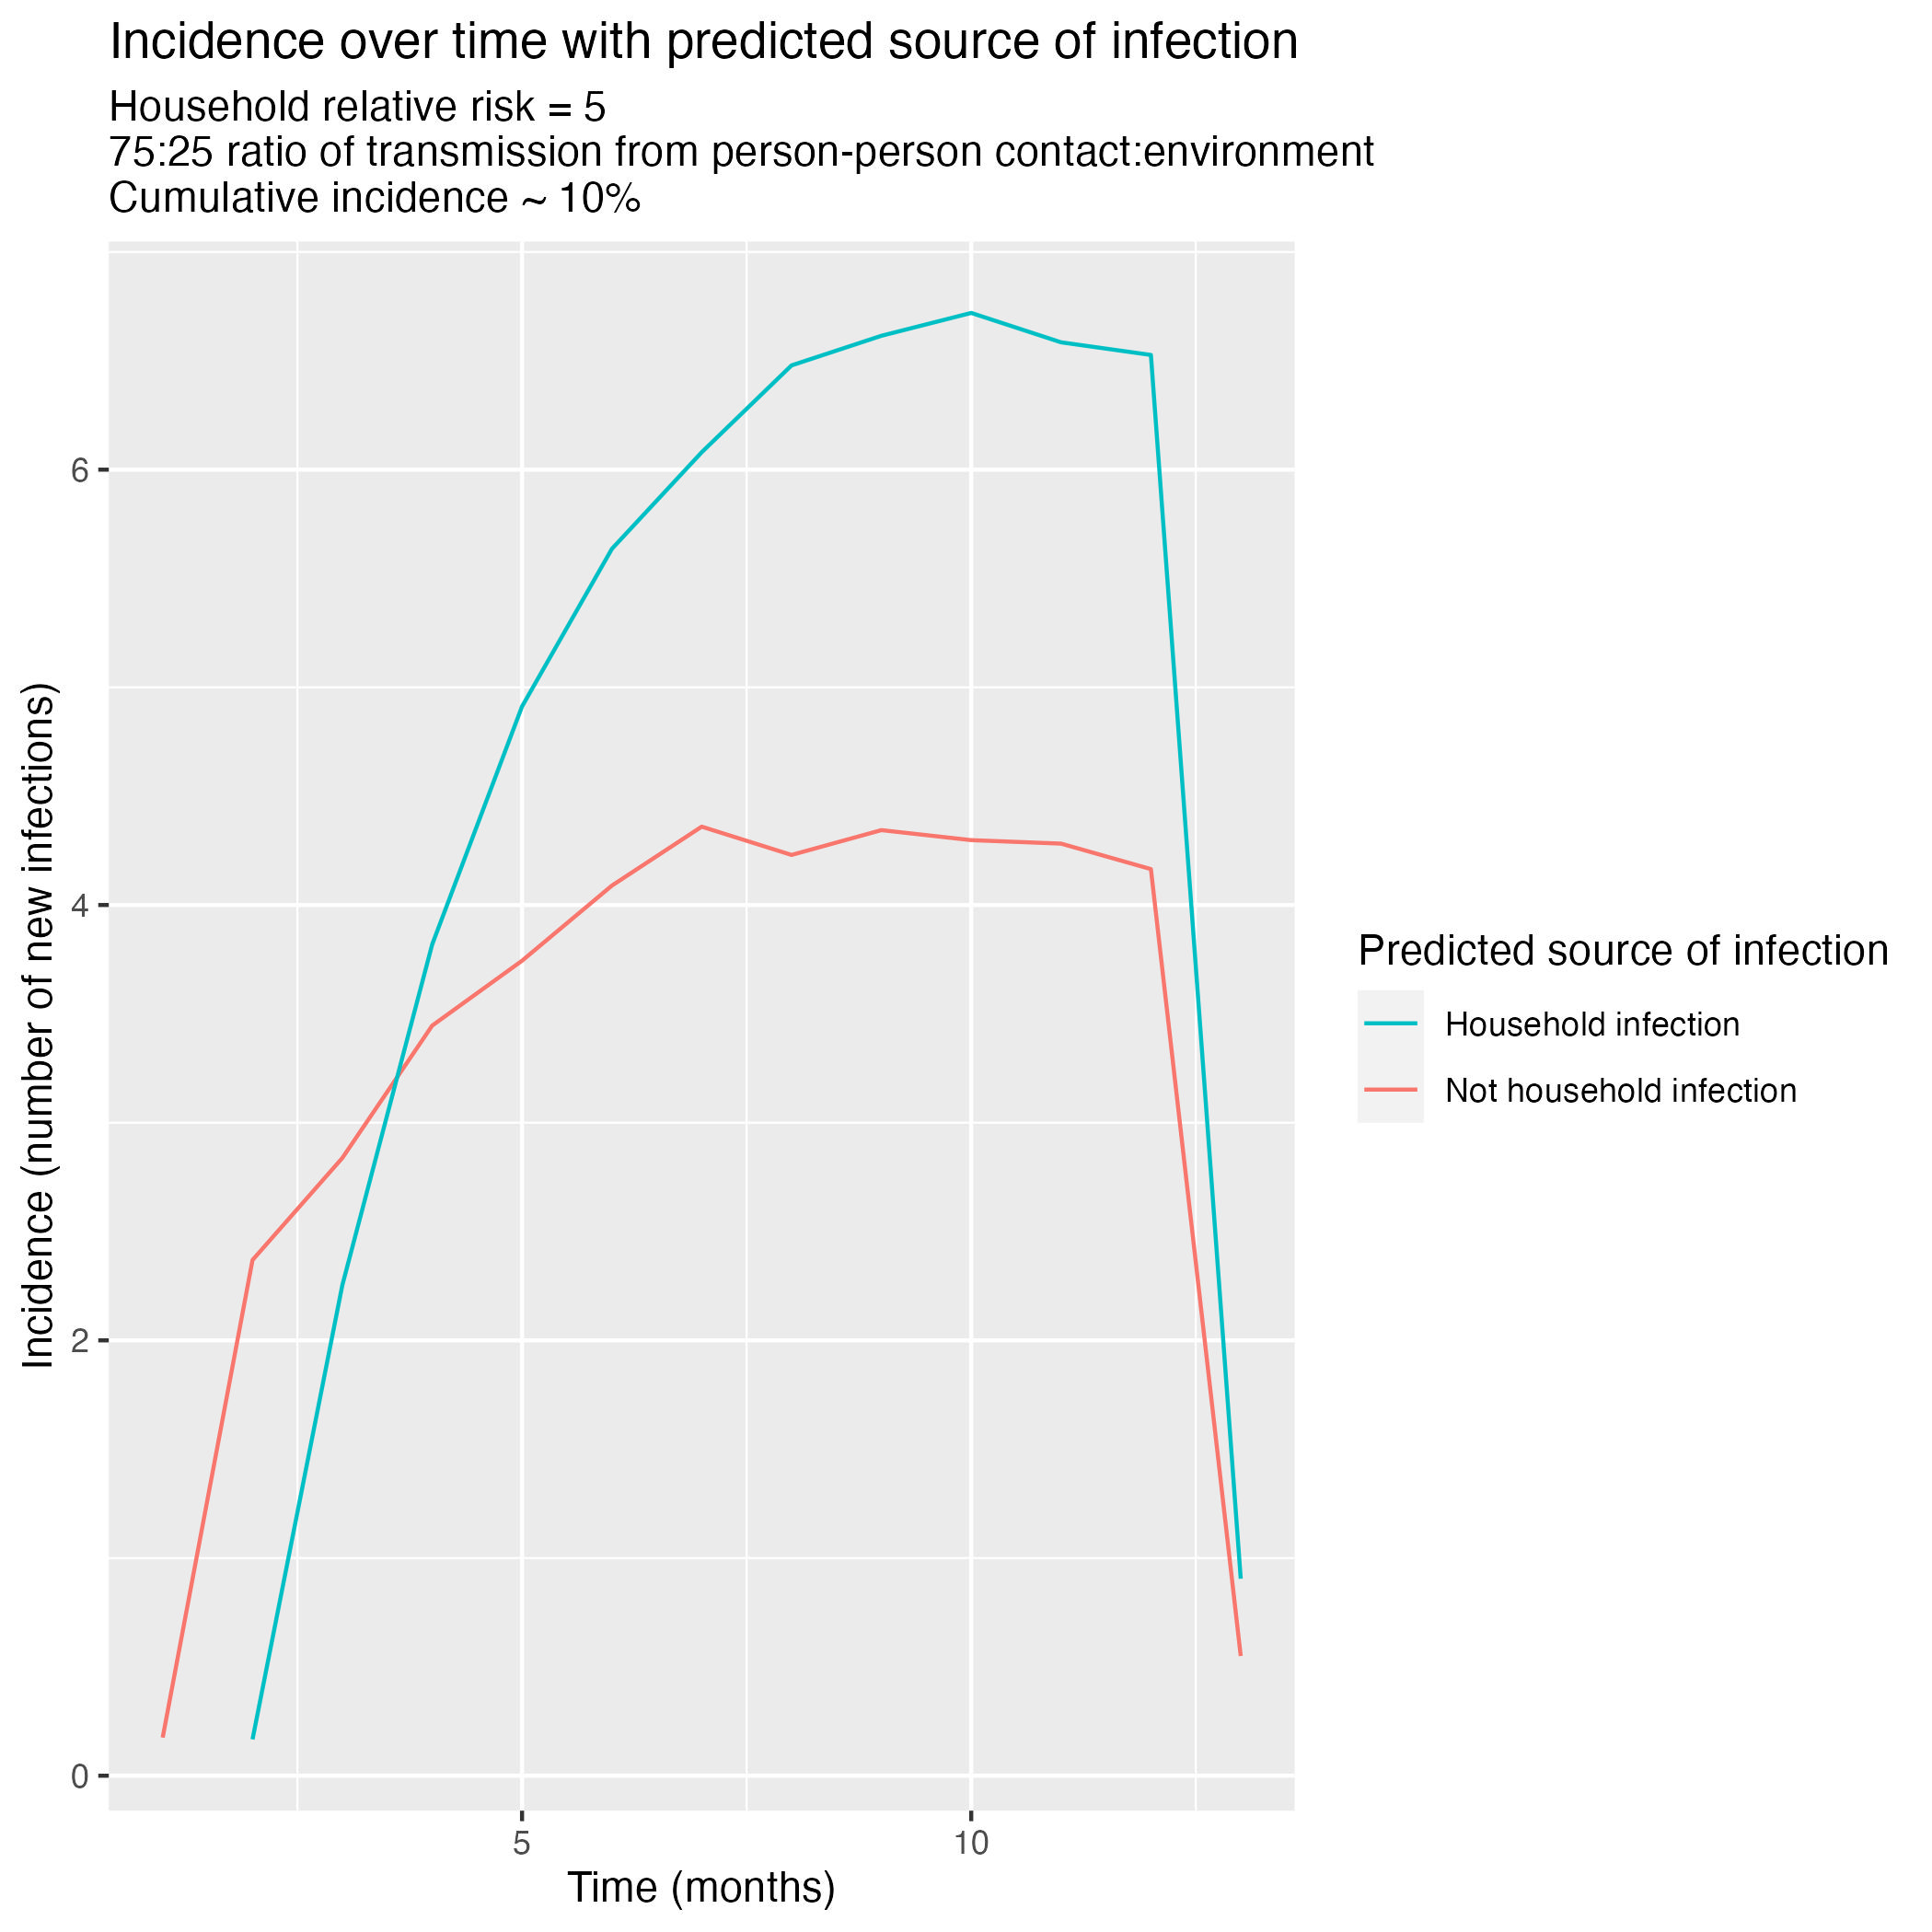 Incidence over time with predicted source of infection
Household relative risk = 5
75:25 ratio of transmission from person-person contact:environment
Cumulative incidence ~ 10%
Incidence (number of new infections)
6
4
2
0
5
10
Time (months)
Predicted source of infection
Household infection
Not household infection